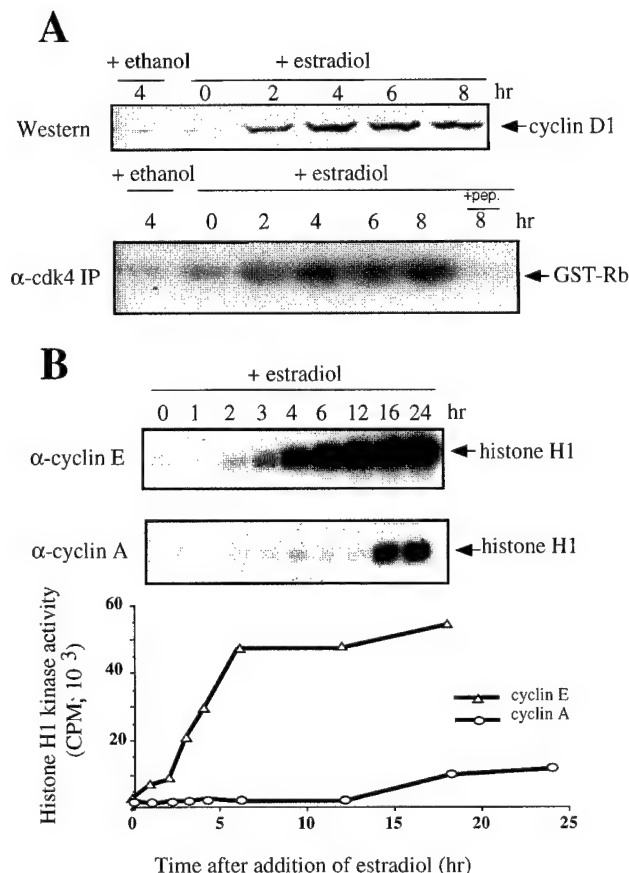 A
+ ethanol + estradiol
4 0 2 4 6 8 hr
Western cyclin D1
+ ethanol + estradiol
+pep.
4 0 2 4 6 8 8 hr
α-cdk4 IP GST-Rb
B
+ estradiol
0 1 2 3 4 6 12 16 24 hr
α-cyclin E histone H1
α-cyclin A histone H1
60
40
20
Histone H1 kinase activity
(CPM; 10 3)
cyclin E
cyclin A
0 5 10 15 20 25
Time after addition of estradiol (hr)